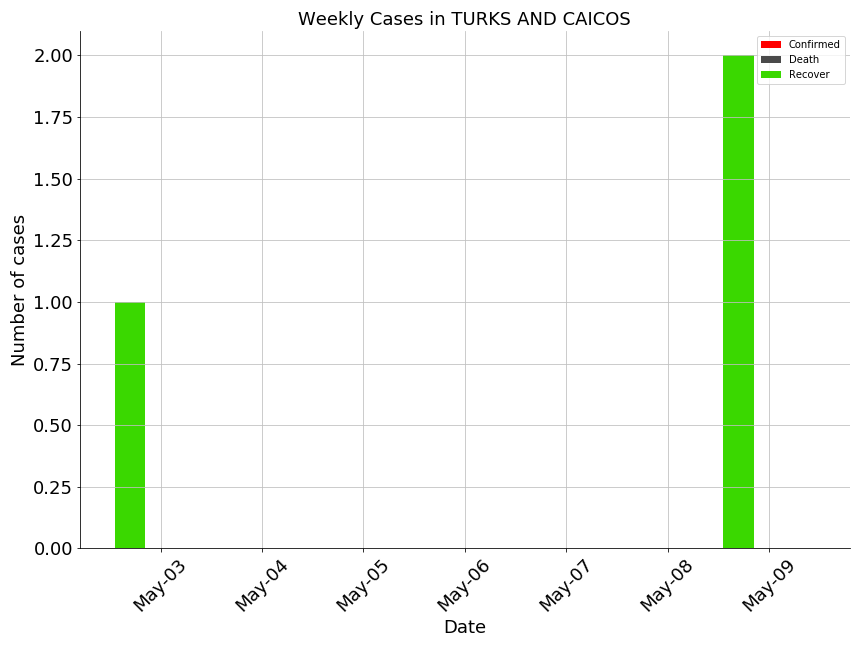 Weekly Cases in TURKS AND CAICOS
Confirmed
Death
Recover
2.00
1.75
1.50
1.25
1.00
0.75
0.50
0.25
0.00
Number of cases
May-03
May-04
May-05
May-06
May-07
May-08
May-09
Date